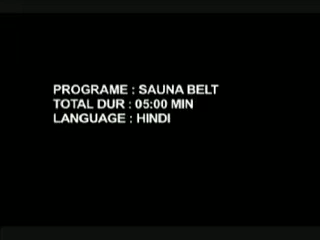 PROGRAME : SAUNA BELT
TOTAL DUR : 05:00 MIN
LANGUAGE : HINDI